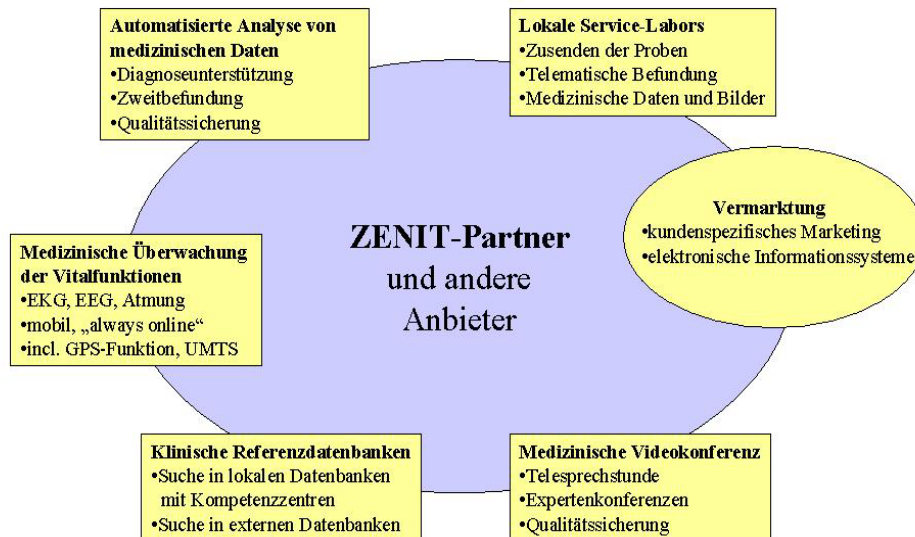 Automatisierte Analyse von
medizinischen Daten
•Diagnoseunterstützung
•Zweitbefundung
•Qualitätssicherung
Lokale Service-Labors
•Zusenden der Proben
•Telematische Befundung
•Medizinische Daten und Bilder
Vermarktung
•kundenspezifisches Marketing
•elektronische Informationssysteme
ZENIT-Partner
und andere
Anbieter
Medizinische Überwachung
der Vitalfunktionen
•EKG, EEG, Atmung
•mobil, „always online“
•incl. GPS-Funktion, UMTS
Klinische Referenzdatenbanken
•Suche in lokalen Datenbanken
mit Kompetenzzentren
•Suche in externen Datenbanken
Medizinische Videokonferenz
•Telesprechstunde
•Expertenkonferenzen
•Qualitätssicherung